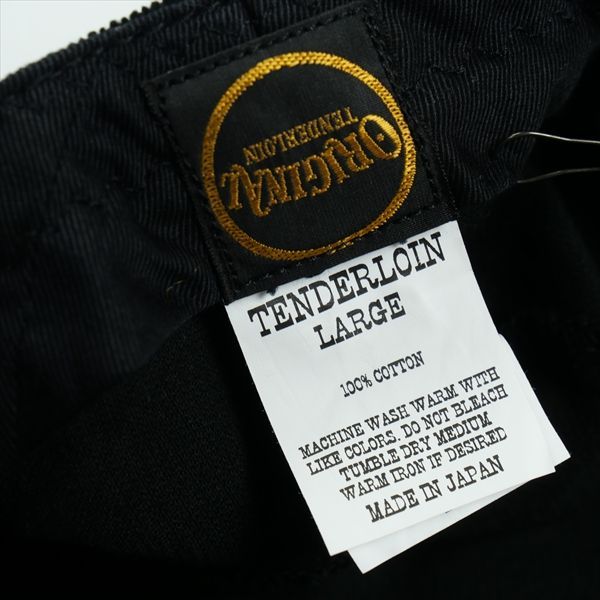 ORIGINAL
TENDERLOIN
TENDERLOIN
LARGE
100% COTTON
MACHINE WASH WARM WITH
LIKE COLORS. DO NOT BLEACH
TUMBLE DRY MEDIUM
WARM IRON IF DESIRED
MADE IN JAPAN